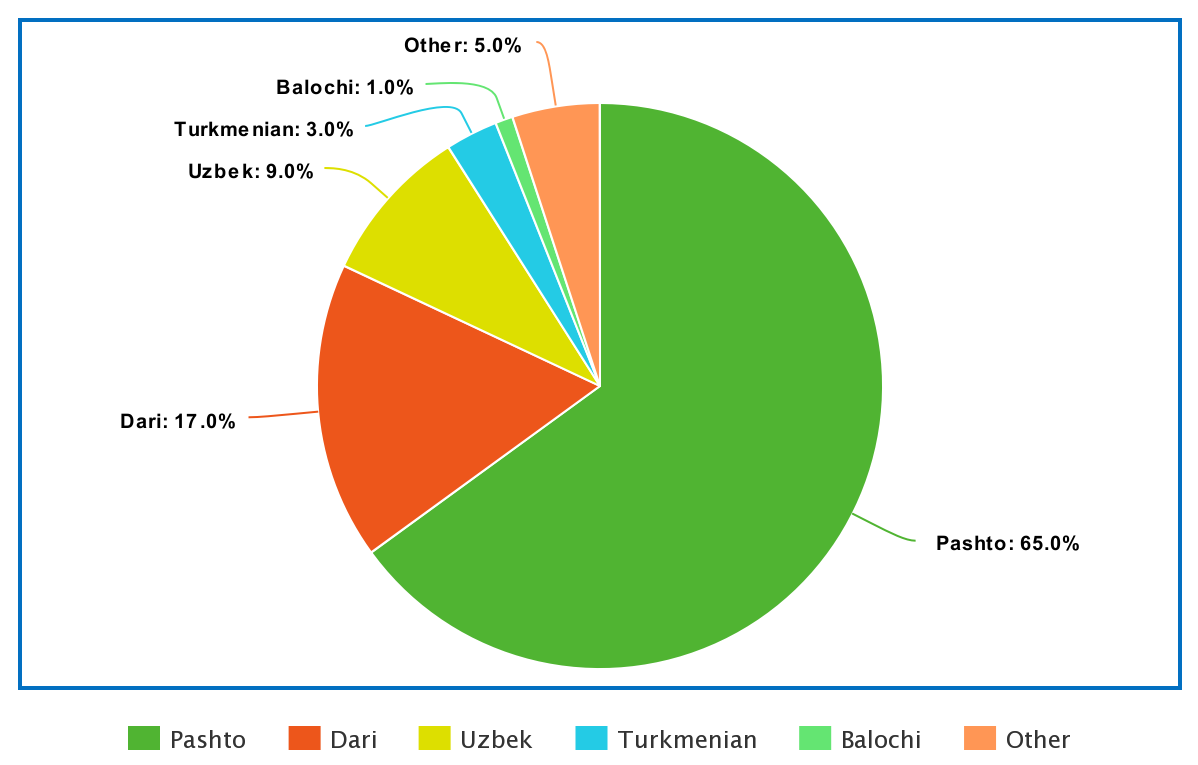 Other: 5.0%
Balochi: 1.0%
Turkmenian: 3.0%
Uzbek: 9.0%
Dari: 17.0%
Pashto: 65.0%
Pashto Dari Uzbek Turkmenian Balochi Other